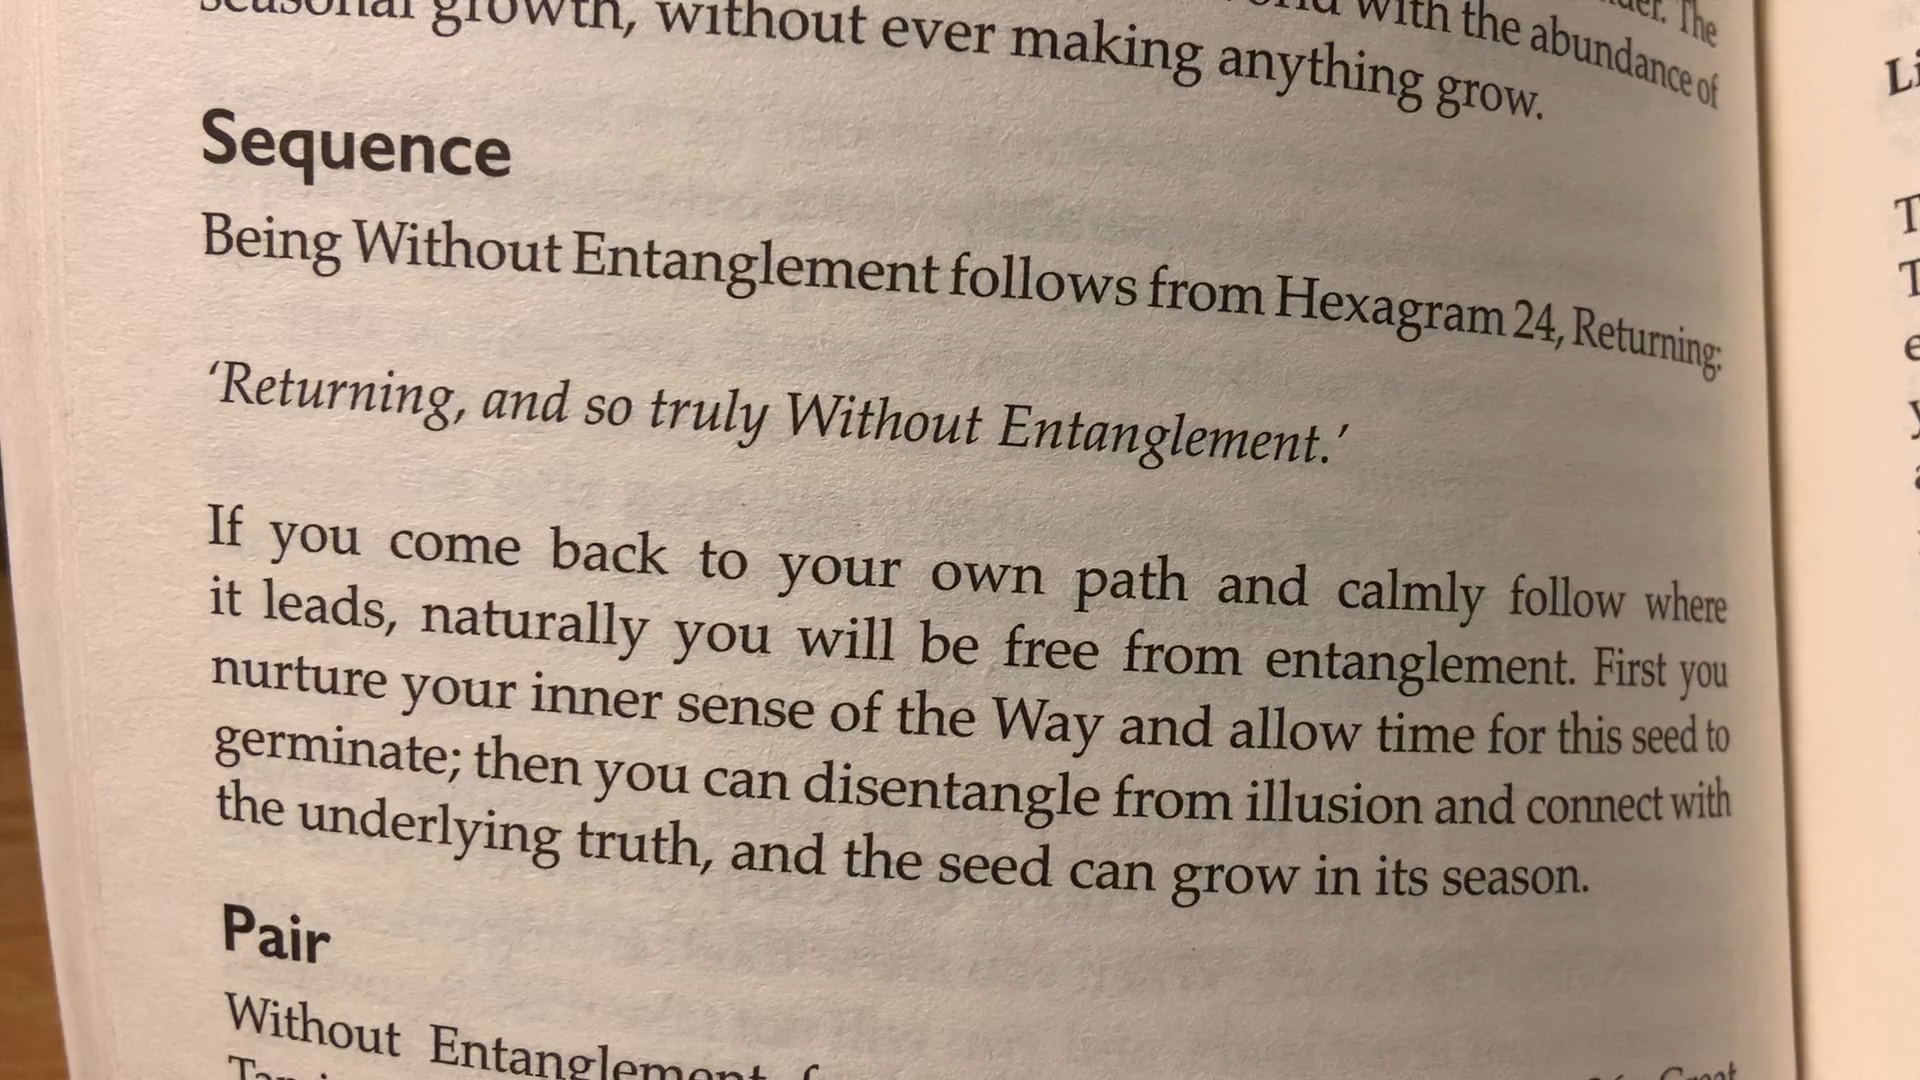 seasonal growth, without ever making anything grow.
with the abundance of
The
Sequence
Being Without Entanglement follows from Hexagram 24, Returning:
‘Returning, and so truly Without Entanglement.’
If you come back to your own path and calmly follow where
it leads, naturally you will be free from entanglement. First you
nurture your inner sense of the Way and allow time for this seed to
germinate; then you can disentangle from illusion and connect with
the underlying truth, and the seed can grow in its season.
Pair
Without Entanglement